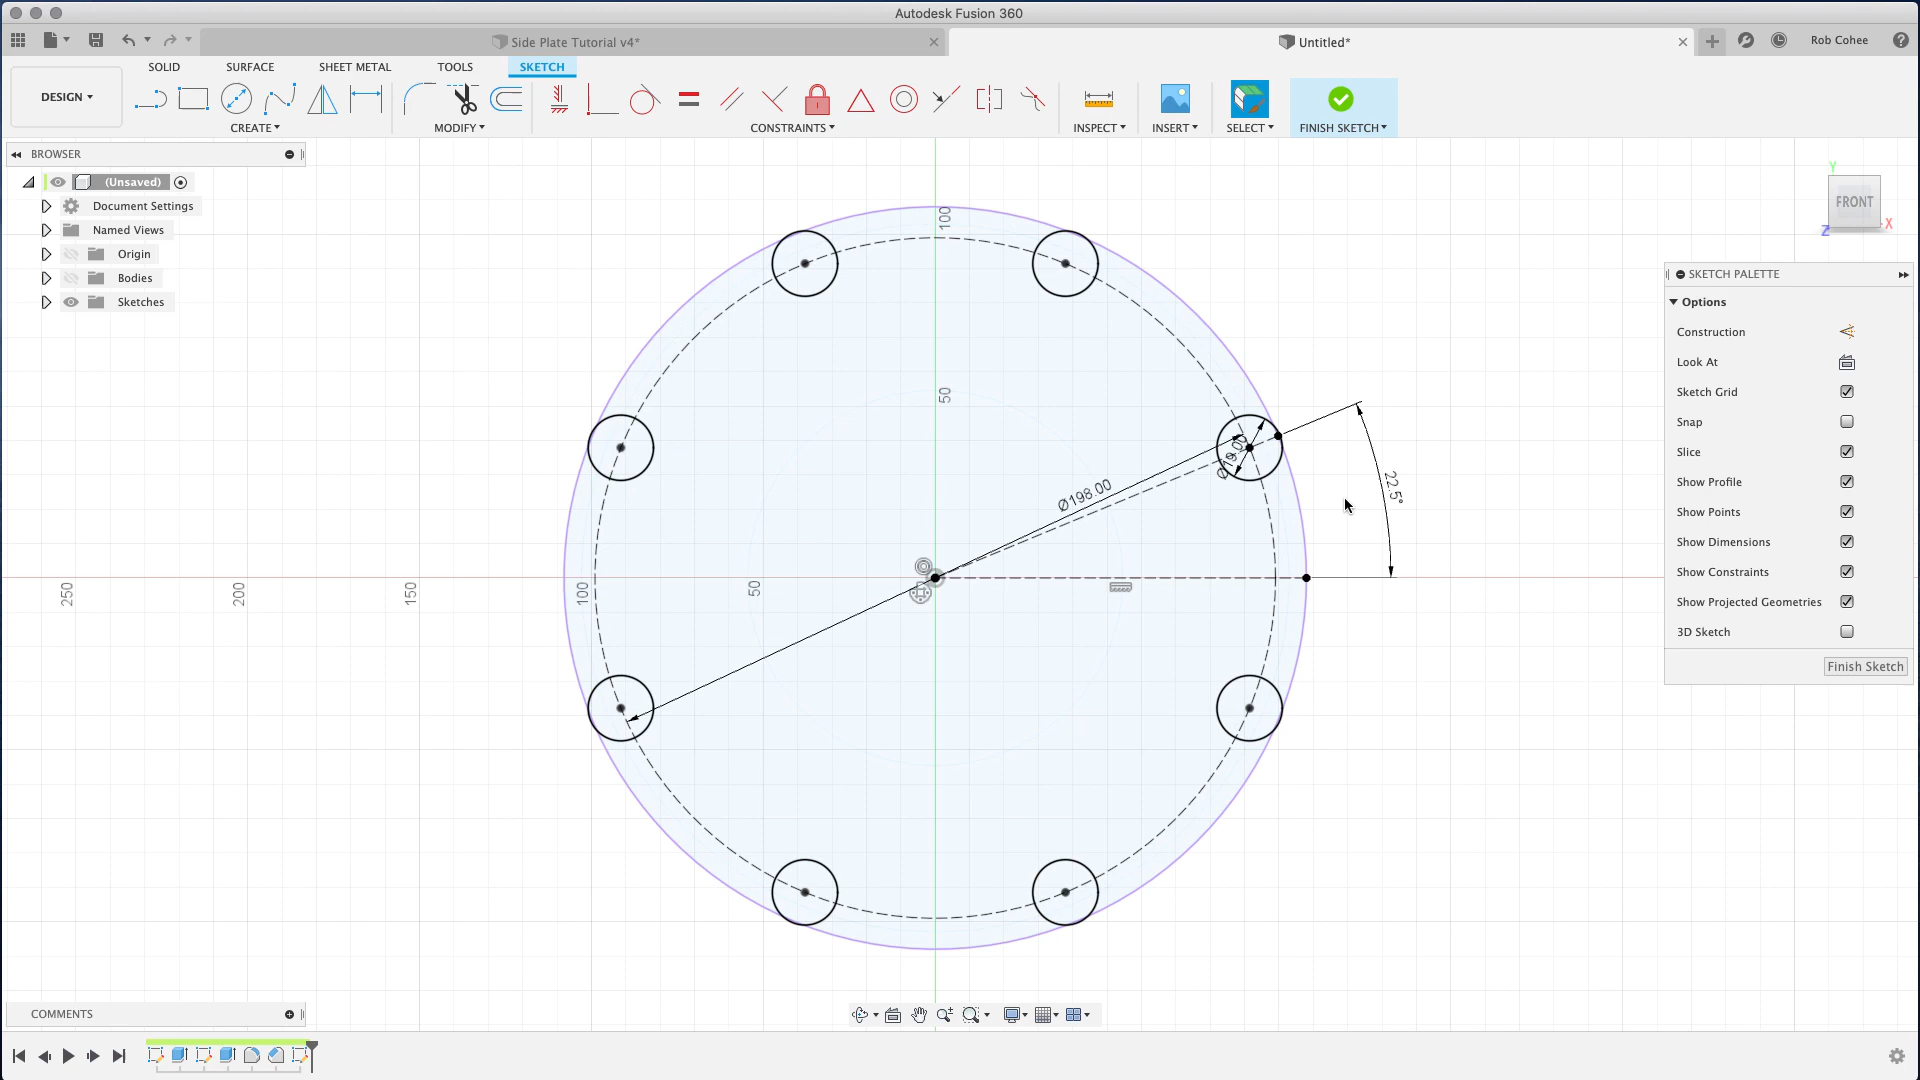 Autodesk Fusion 360
Side Plate Tutorial v4*
Untitled*
Rob Cohee
DESIGN
SOLID
SURFACE
SHEET METAL
TOOLS
SKETCH
CREATE
MODIFY
CONSTRAINTS
INSPECT
INSERT
SELECT
FINISH SKETCH
BROWSER
(Unsaved)
Document Settings
Named Views
Origin
Bodies
Sketches
Y
FRONT
Z
X
SKETCH PALETTE
Options
Construction
Look At
Sketch Grid
Snap
Slice
Show Profile
Show Points
Show Dimensions
Show Constraints
Show Projected Geometries
3D Sketch
Finish Sketch
100
50
22.5°
Ø198.00
250
200
150
100
50
COMMENTS